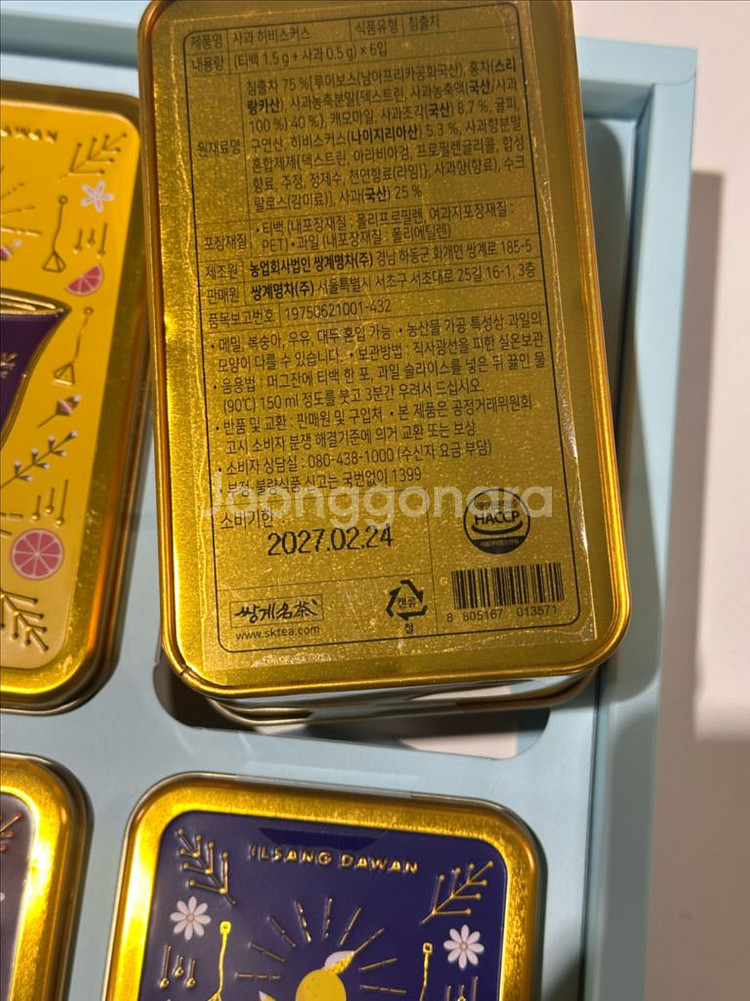 DAWAN
제품명 사과 히비스커스 식품유형 침출차
내용량 (티백 1.5 g + 사과 0.5 g) × 6입
원재료명
침출차 75 %[루이보스(남아프리카공화국산), 홍차(스리
랑카산), 사과농축분말{덱스트린, 사과농축액(국산/사과
100 %) 40 %}, 캐모마일, 사과조각(국산) 8.7 %, 귤피,
구연산, 히비스커스(나이지리아산) 5.3 %, 사과향분말
혼합제제{덱스트린, 아라비아검, 프로필렌글리콜, 합성
향료, 주정, 정제수, 천연향료(라임)}, 사과향(향료), 수크
랄로스(감미료)], 사과(국산) 25 %
포장재질 • 티백 (내포장재질 : 폴리프로필렌, 여과지포장재질 :
PET) • 과일 (내포장재질 : 폴리에틸렌)
제조원 농업회사법인 쌍계명차(주) 경남 하동군 화개면 쌍계로 185-5
판매원 쌍계명차(주) 서울특별시 서초구 서초대로 25길 16-1, 3층
품목보고번호 19750621001-432
• 메밀, 복숭아, 우유, 대두 혼입 가능 • 농산물 가공 특성상 과일의
모양이 다를 수 있습니다. • 보관방법 : 직사광선을 피한 실온보관
• 음용법 : 머그잔에 티백 한 포, 과일 슬라이스를 넣은 뒤 끓인 물
(90℃) 150 ml 정도를 붓고 3분간 우려서 드십시오.
• 반품 및 교환 : 판매원 및 구입처 • 본 제품은 공정거래위원회
고시 소비자 분쟁 해결기준에 의거 교환 또는 보상
• 소비자 상담실 : 080-438-1000 (수신자 요금 부담)
• 부정·불량식품 신고는 국번없이 1399
Joonggonara
소비기한 :
2027.02.24
HACCP
쌍계名茶
www.sktea.com
캔류
철
8 805167 013571
ILSANG DAWAN